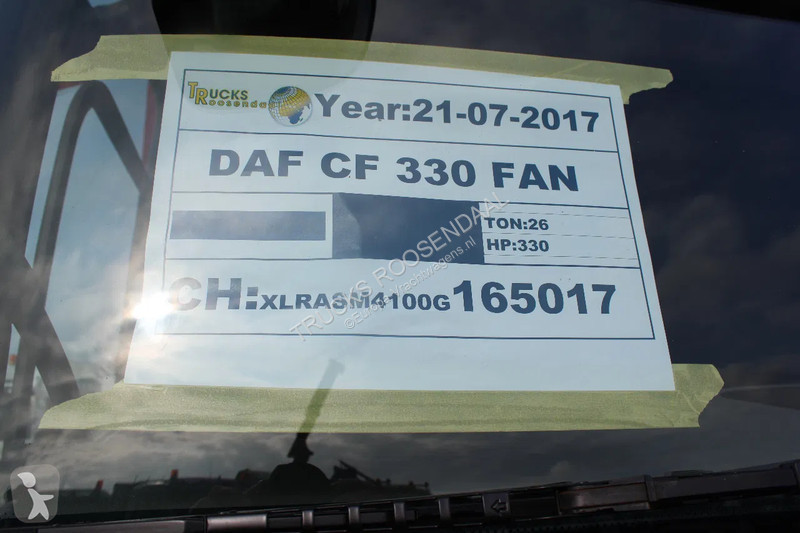 TRUCKS
Roosendaal
Year:21-07-2017
DAF CF 330 FAN
TON:26
HP:330
CH:XLRASM4100G165017
TRUCKS ROOSENDAAL